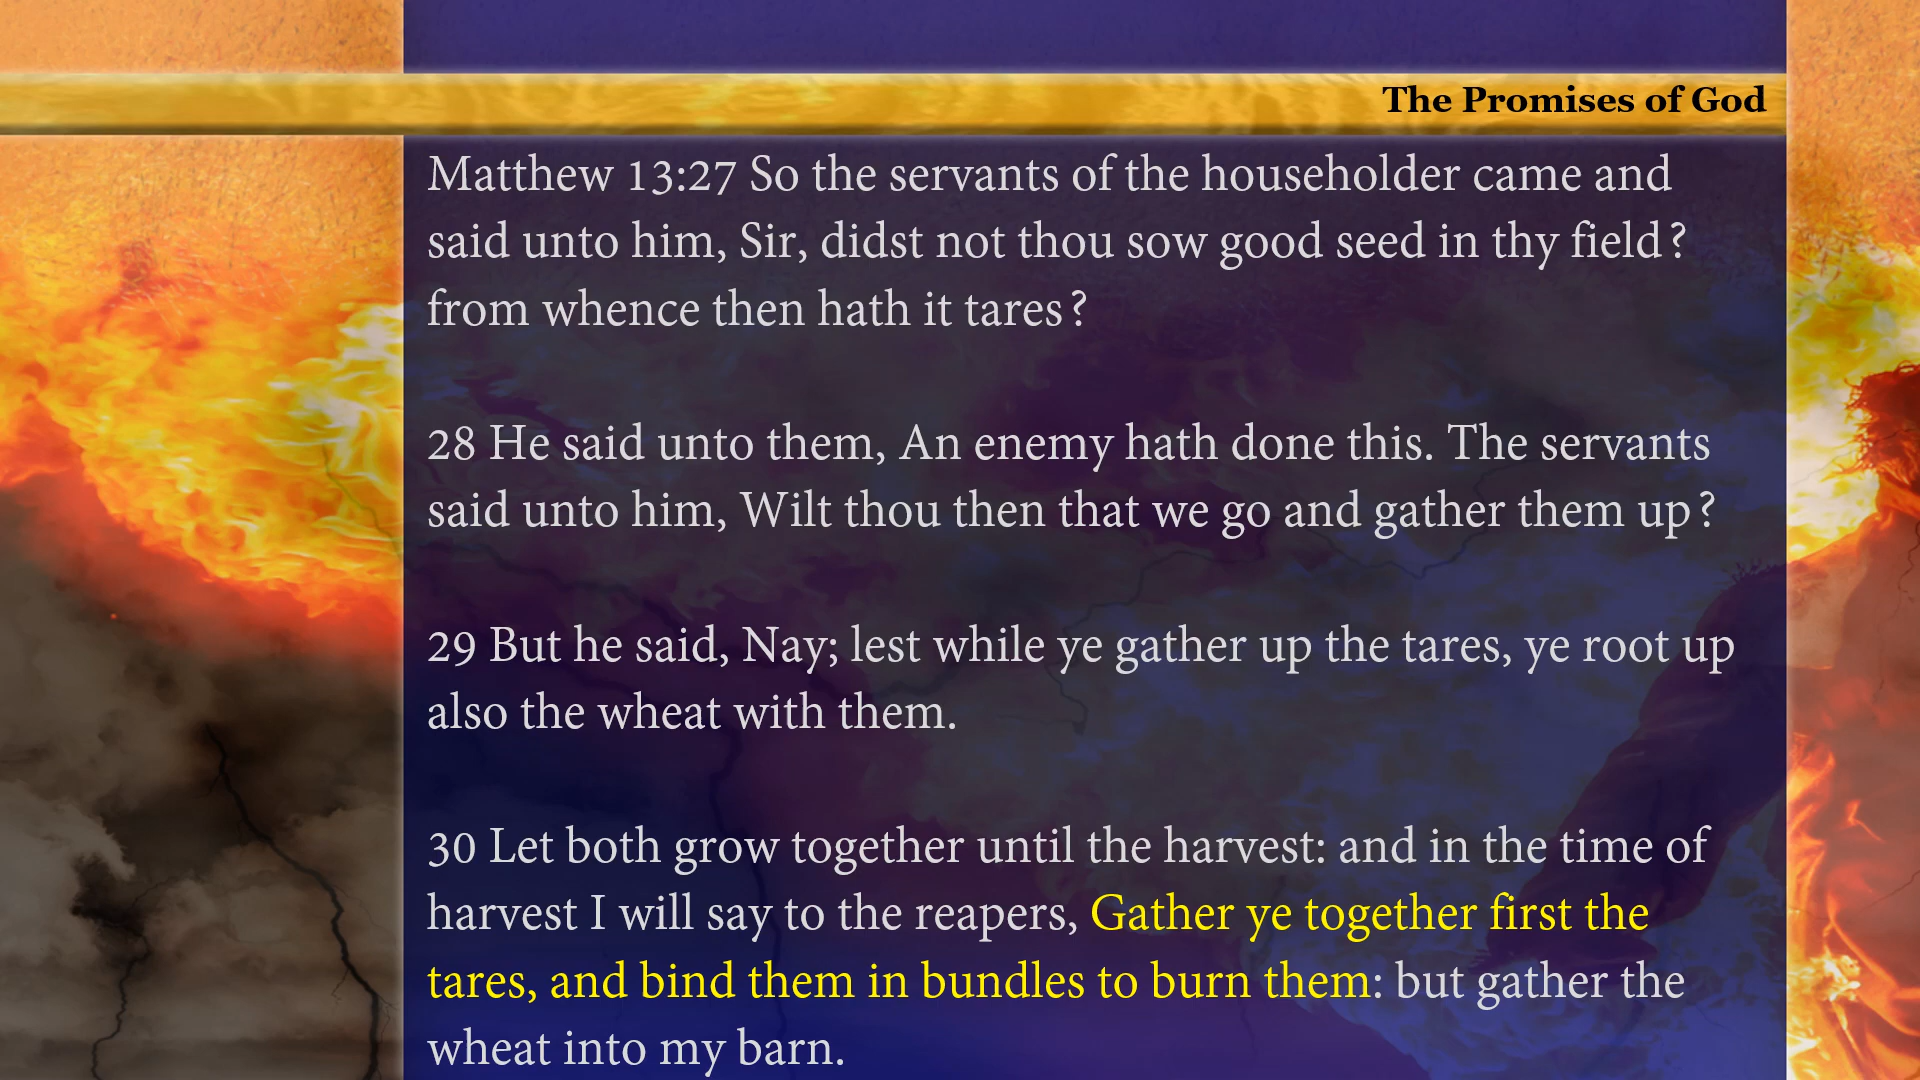 The Promises of God
Matthew 13:27 So the servants of the householder came and
said unto him, Sir, didst not thou sow good seed in thy field?
from whence then hath it tares?
28 He said unto them, An enemy hath done this. The servants
said unto him, Wilt thou then that we go and gather them up?
29 But he said, Nay; lest while ye gather up the tares, ye root up
also the wheat with them.
30 Let both grow together until the harvest: and in the time of
harvest I will say to the reapers, Gather ye together first the
tares, and bind them in bundles to burn them: but gather the
wheat into my barn.